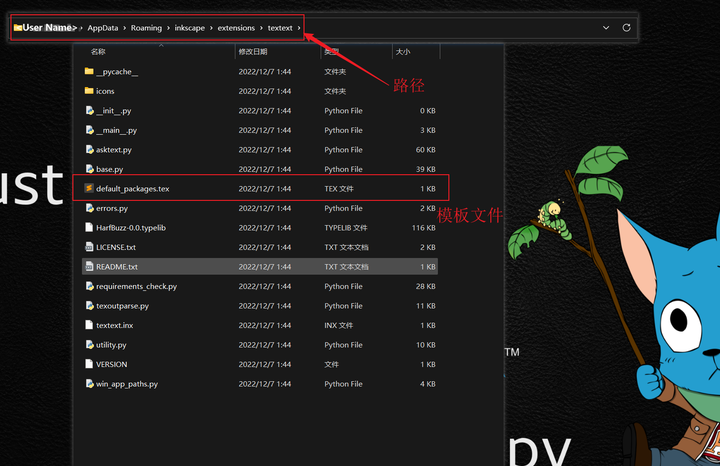 User Name> › AppData › Roaming › inkscape › extensions › textext ›
路径
名称 修改日期 类型 大小
__pycache__ 2022/12/7 1:44 文件夹
icons 2022/12/7 1:44 文件夹
__init__.py 2022/12/7 1:44 Python File 0 KB
__main__.py 2022/12/7 1:44 Python File 3 KB
asktext.py 2022/12/7 1:44 Python File 60 KB
base.py 2022/12/7 1:44 Python File 39 KB
default_packages.tex 2022/12/7 1:44 TEX 文件 1 KB
errors.py 2022/12/7 1:44 Python File 2 KB
模板文件
HarfBuzz-0.0.typelib 2022/12/7 1:44 TYPELIB 文件 116 KB
LICENSE.txt 2022/12/7 1:44 TXT 文本文档 2 KB
README.txt 2022/12/7 1:44 TXT 文本文档 1 KB
requirements_check.py 2022/12/7 1:44 Python File 28 KB
texoutparse.py 2022/12/7 1:44 Python File 11 KB
textext.inx 2022/12/7 1:44 INX 文件 1 KB
utility.py 2022/12/7 1:44 Python File 10 KB
VERSION 2022/12/7 1:44 文件 1 KB
win_app_paths.py 2022/12/7 1:44 Python File 4 KB
ust
TM
py